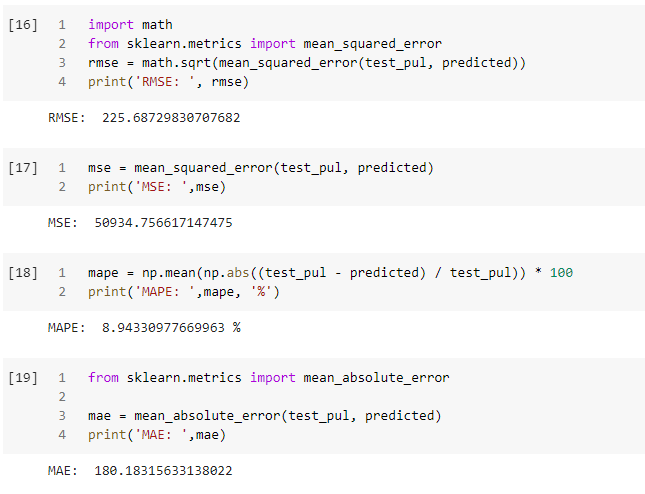 [16] 1 import math
2 from sklearn.metrics import mean_squared_error
3 rmse = math.sqrt(mean_squared_error(test_pul, predicted))
4 print('RMSE: ', rmse)
RMSE:  225.68729830707682
[17] 1 mse = mean_squared_error(test_pul, predicted)
2 print('MSE: ',mse)
MSE:  50934.756617147475
[18] 1 mape = np.mean(np.abs((test_pul - predicted) / test_pul)) * 100
2 print('MAPE: ',mape, '%')
MAPE:  8.94330977669963 %
[19] 1 from sklearn.metrics import mean_absolute_error
2
3 mae = mean_absolute_error(test_pul, predicted)
4 print('MAE: ',mae)
MAE:  180.18315633138022